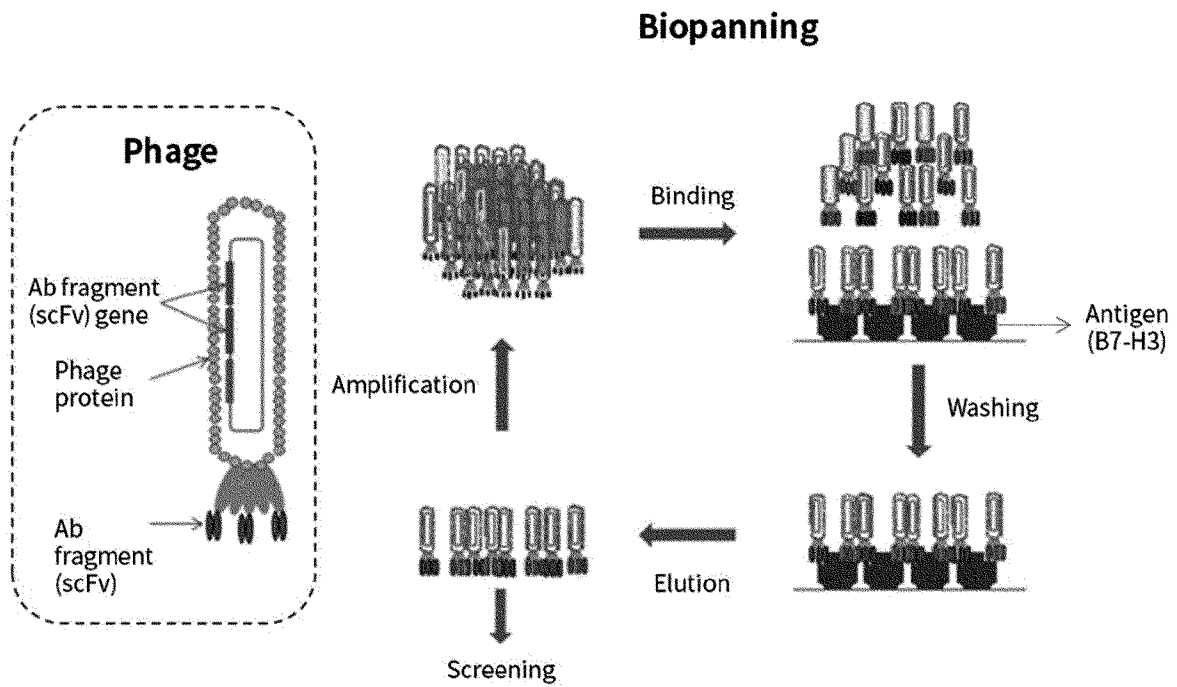 Biopanning
Phage
Ab fragment
(scFv) gene
Phage
protein
Ab
fragment
(scFv)
Binding
Antigen
(B7-H3)
Washing
Elution
Amplification
Screening